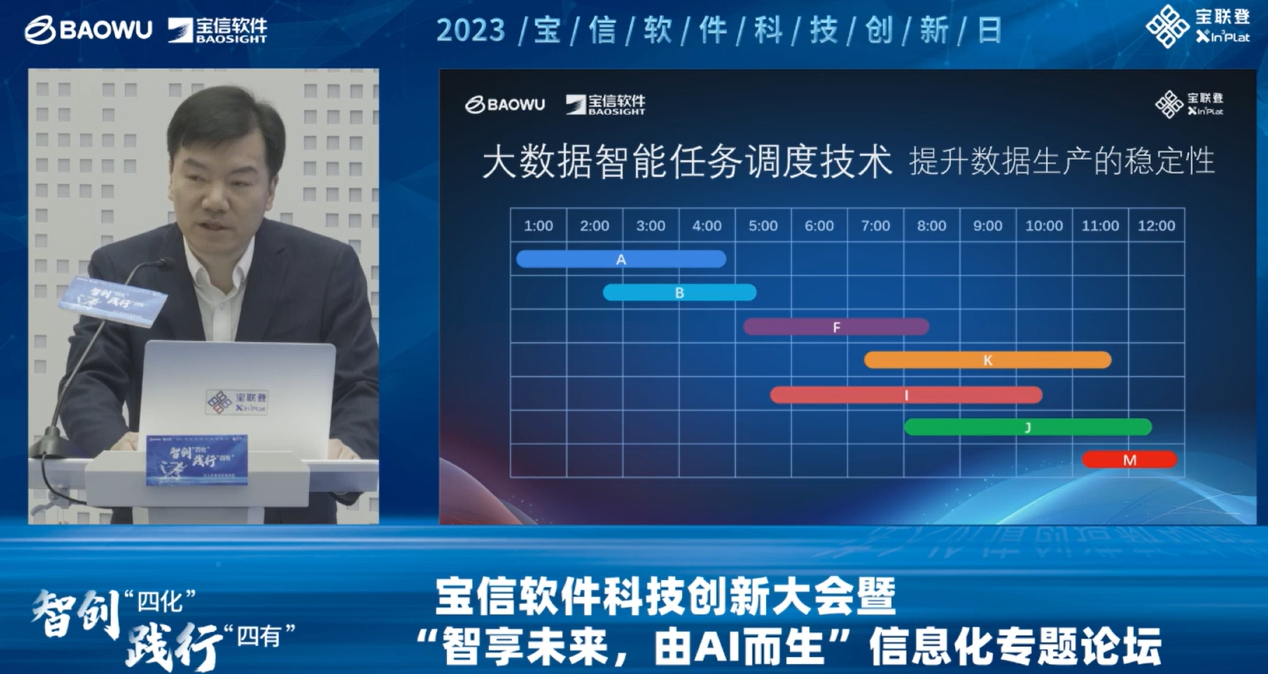 BAOWU 宝信软件 BAOSIGHT
2023/宝/信/软/件/科/技/创/新/日
宝联登
xIn³Plat
BAOWU 宝信软件 BAOSIGHT
宝联登
xIn³Plat
大数据智能任务调度技术 提升数据生产的稳定性
1:00 2:00 3:00 4:00 5:00 6:00 7:00 8:00 9:00 10:00 11:00 12:00
A
B
F
K
I
J
M
智创
践行
宝联登
xIn³Plat
智创“四化”
践行“四有”
智创“四化”
践行“四有”
宝信软件科技创新大会暨
“智享未来，由AI而生”信息化专题论坛